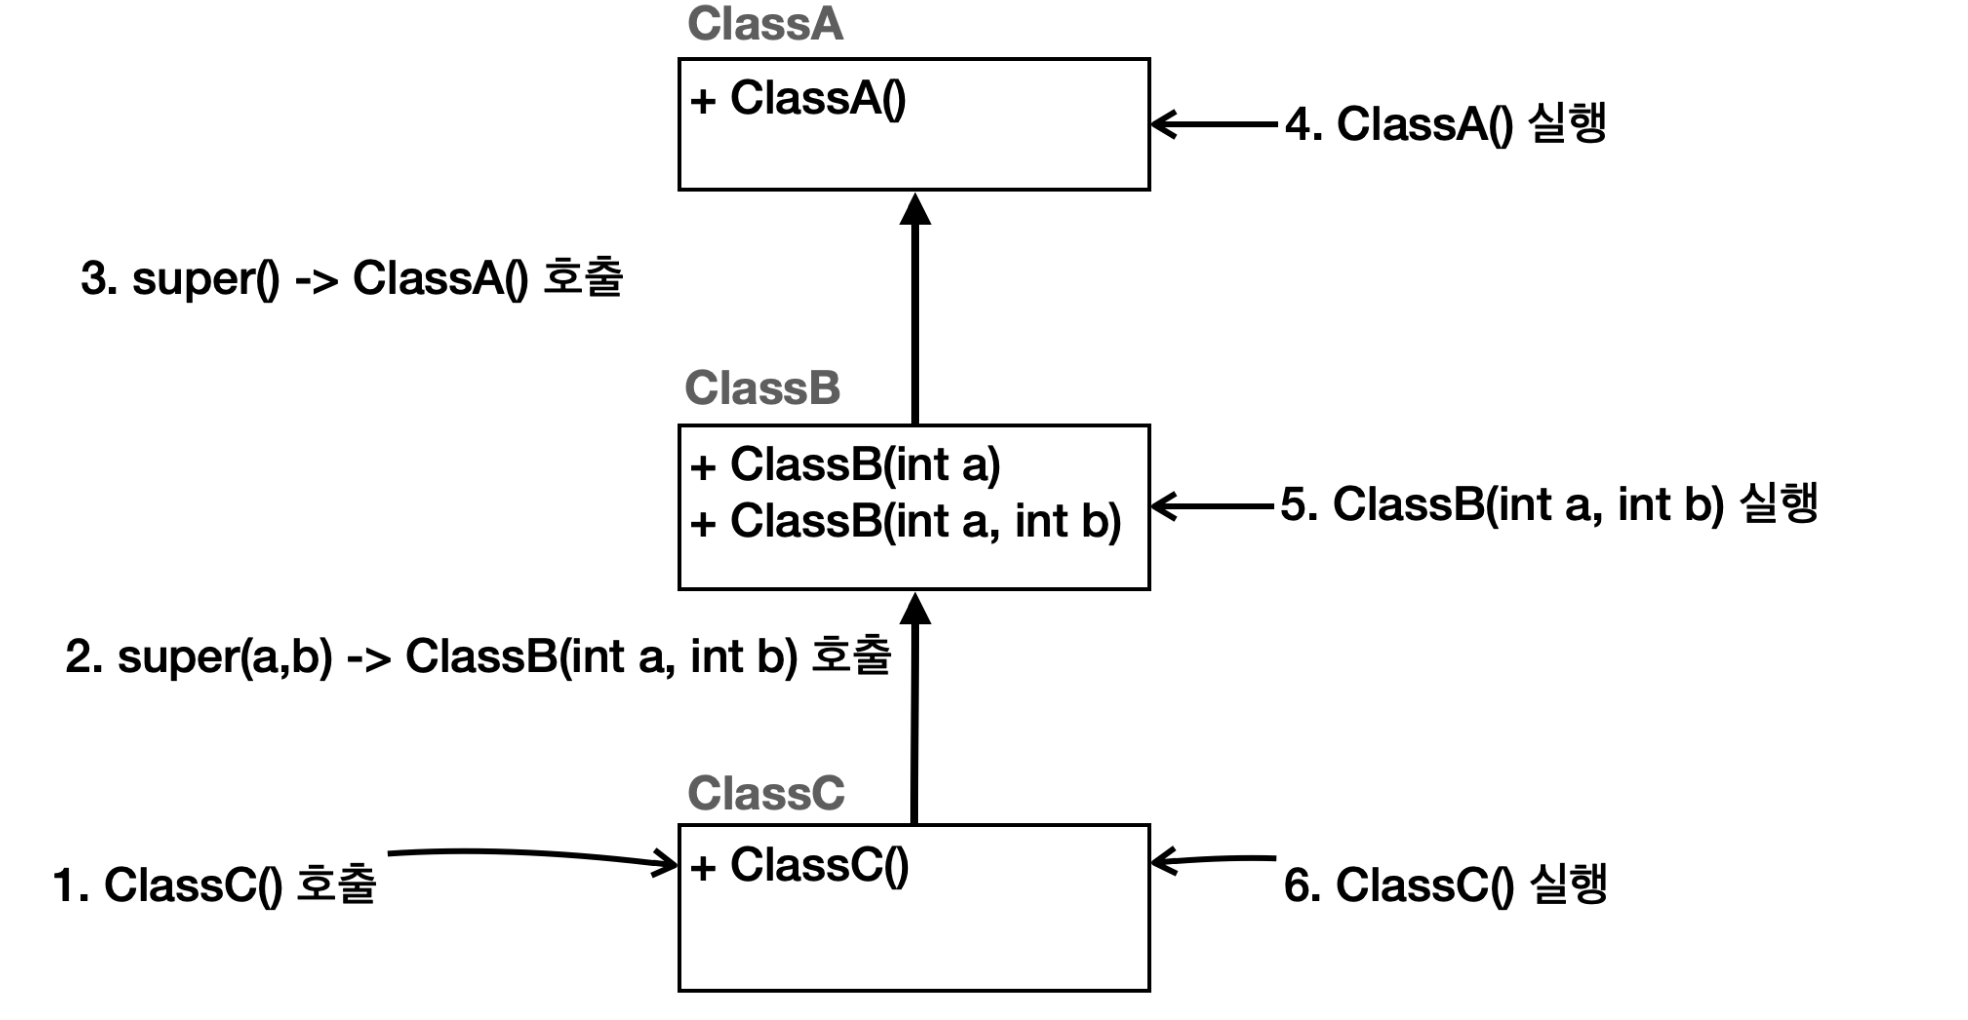 ClassA
+ ClassA()
4. ClassA() 실행
3. super() -> ClassA() 호출
ClassB
+ ClassB(int a)
+ ClassB(int a, int b)
5. ClassB(int a, int b) 실행
2. super(a,b) -> ClassB(int a, int b) 호출
ClassC
+ ClassC()
1. ClassC() 호출
6. ClassC() 실행